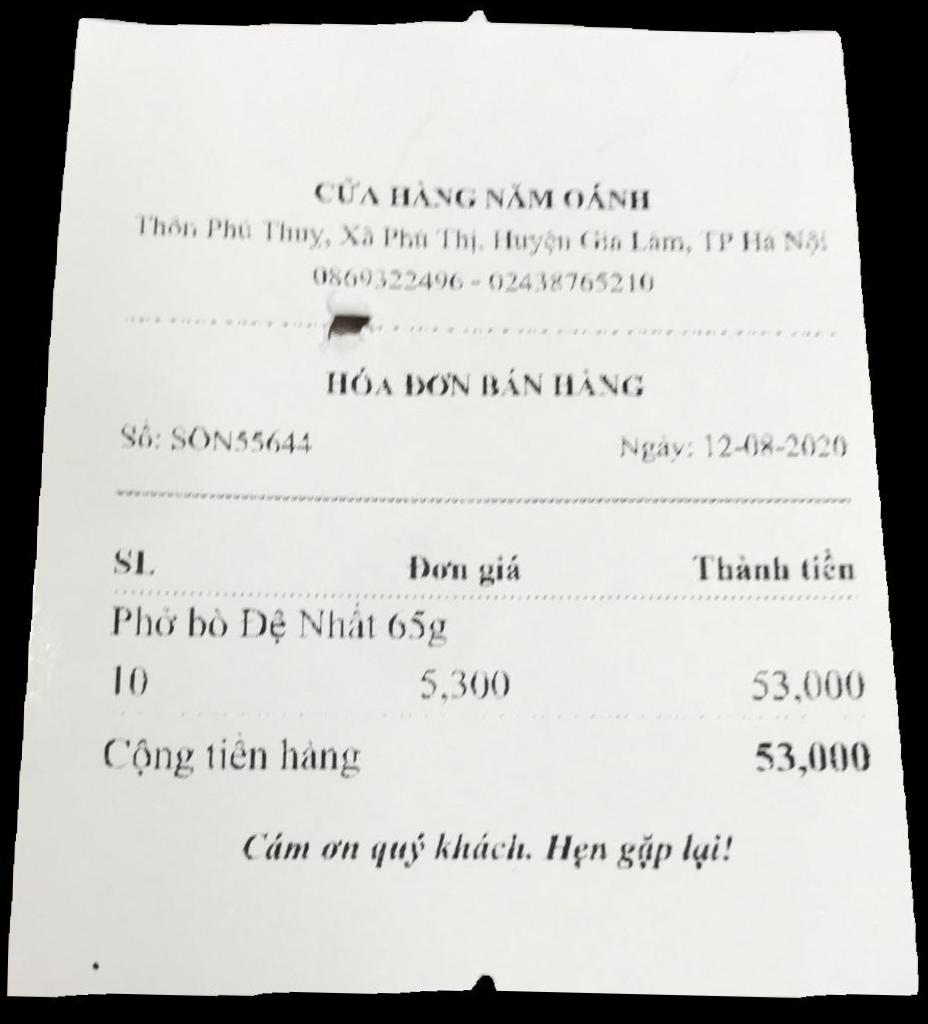 CỬA HÀNG NĂM OÁNH
Thôn Phú Thụy, Xã Phú Thị, Huyện Gia Lâm, TP Hà Nội
0869322496 - 02438765210
HÓA ĐƠN BÁN HÀNG
Số: SON55644 Ngày: 12-08-2020
SL Đơn giá Thành tiền
Phở bò Đệ Nhất 65g
10 5,300 53,000
Cộng tiền hàng 53,000
Cám ơn quý khách. Hẹn gặp lại!